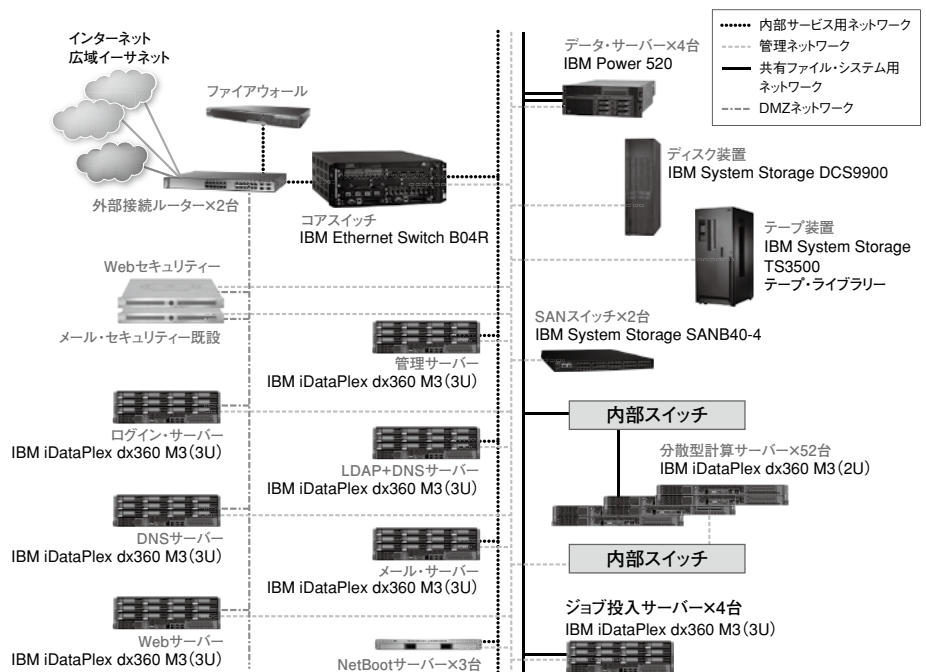 インターネット
広域イーサネット
ファイアウォール
外部接続ルーター×2台
コアスイッチ
IBM Ethernet Switch B04R
Webセキュリティー
メール・セキュリティー既設
管理サーバー
IBM iDataPlex dx360 M3(3U)
ログイン・サーバー
IBM iDataPlex dx360 M3(3U)
LDAP+DNSサーバー
IBM iDataPlex dx360 M3(3U)
DNSサーバー
IBM iDataPlex dx360 M3(3U)
メール・サーバー
IBM iDataPlex dx360 M3(3U)
Webサーバー
IBM iDataPlex dx360 M3(3U)
NetBootサーバー×3台
データ・サーバー×4台
IBM Power 520
内部サービス用ネットワーク
管理ネットワーク
共有ファイル・システム用
ネットワーク
DMZネットワーク
ディスク装置
IBM System Storage DCS9900
テープ装置
IBM System Storage
TS3500
テープ・ライブラリー
SANスイッチ×2台
IBM System Storage SANB40-4
内部スイッチ
分散型計算サーバー×52台
IBM iDataPlex dx360 M3(2U)
内部スイッチ
ジョブ投入サーバー×4台
IBM iDataPlex dx360 M3(3U)